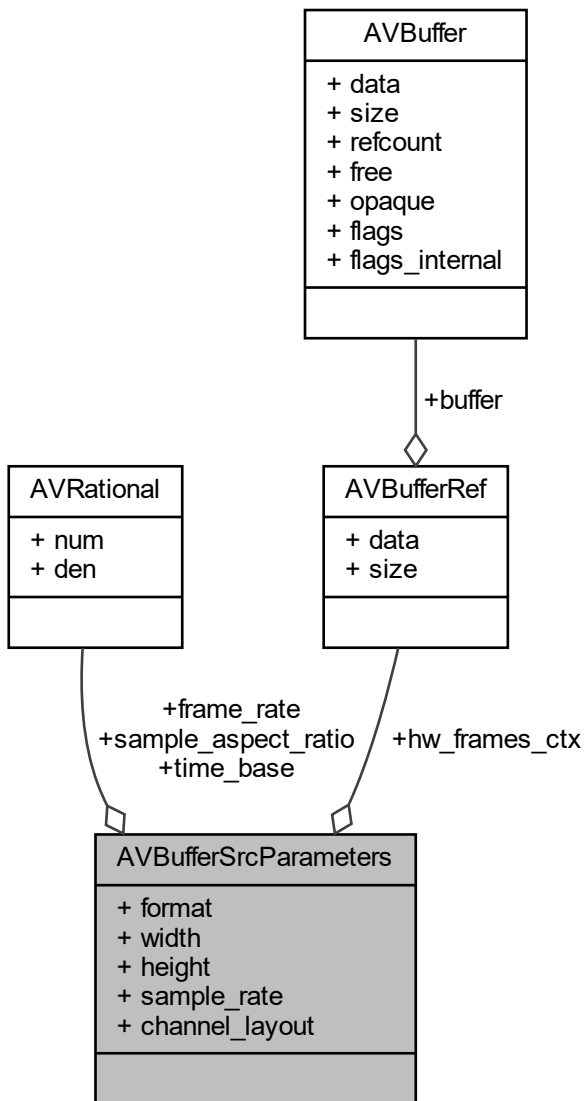 AVBuffer
+ data
+ size
+ refcount
+ free
+ opaque
+ flags
+ flags_internal
+buffer
AVRational
+ num
+ den
AVBufferRef
+ data
+ size
+frame_rate
+sample_aspect_ratio
+time_base
+hw_frames_ctx
AVBufferSrcParameters
+ format
+ width
+ height
+ sample_rate
+ channel_layout